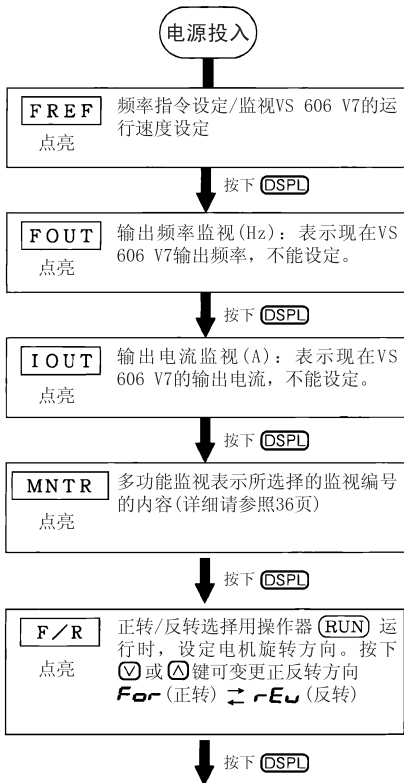 电源投入
FREF
点亮
频率指令设定/监视VS 606 V7的运
行速度设定
按下 DSPL
FOUT
点亮
输出频率监视(Hz): 表示现在VS
606 V7输出频率，不能设定。
按下 DSPL
IOUT
点亮
输出电流监视(A): 表示现在VS
606 V7的输出电流，不能设定。
按下 DSPL
MNTR
点亮
多功能监视表示所选择的监视编号
的内容(详细请参照36页)
按下 DSPL
F/R
点亮
正转/反转选择用操作器 RUN 运
行时，设定电机旋转方向。按下
∨或∧键可变更正反转方向
For (正转) ⇄ rEv (反转)
按下 DSPL